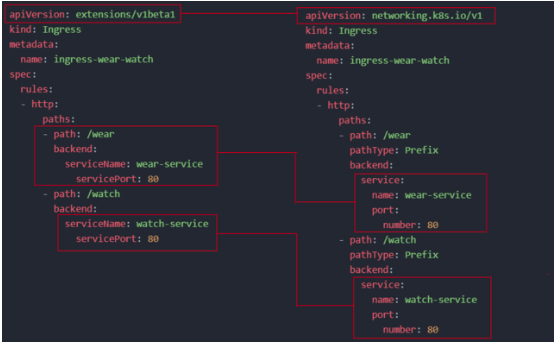 apiVersion: extensions/v1beta1
kind: Ingress
metadata:
  name: ingress-wear-watch
spec:
  rules:
  - http:
      paths:
      - path: /wear
        backend:
          serviceName: wear-service
            servicePort: 80
      - path: /watch
        backend:
          serviceName: watch-service
            servicePort: 80
apiVersion: networking.k8s.io/v1
kind: Ingress
metadata:
  name: ingress-wear-watch
spec:
  rules:
  - http:
      paths:
      - path: /wear
        pathType: Prefix
        backend:
          service:
            name: wear-service
            port:
              number: 80
      - path: /watch
        pathType: Prefix
        backend:
          service:
            name: watch-service
            port:
              number: 80